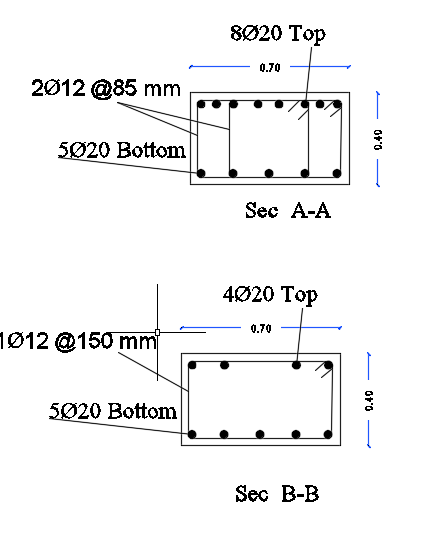 8Ø20 Top
0.70
2Ø12 @85 mm
0.40
5Ø20 Bottom
Sec A-A
4Ø20 Top
0.70
1Ø12 @150 mm
0.40
5Ø20 Bottom
Sec B-B